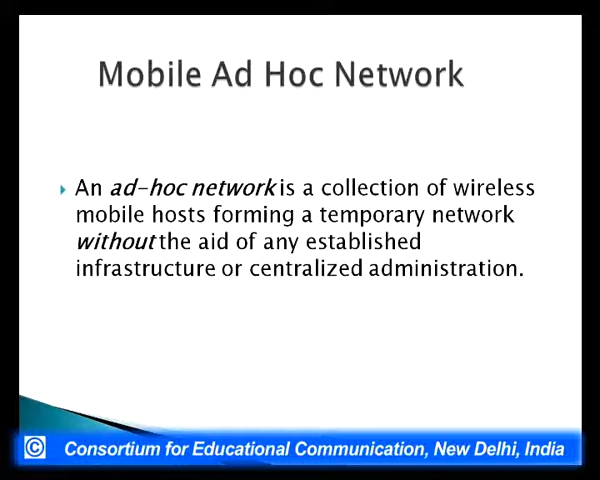 Mobile Ad Hoc Network
An ad-hoc network is a collection of wireless
mobile hosts forming a temporary network
without the aid of any established
infrastructure or centralized administration.
© Consortium for Educational Communication, New Delhi, India